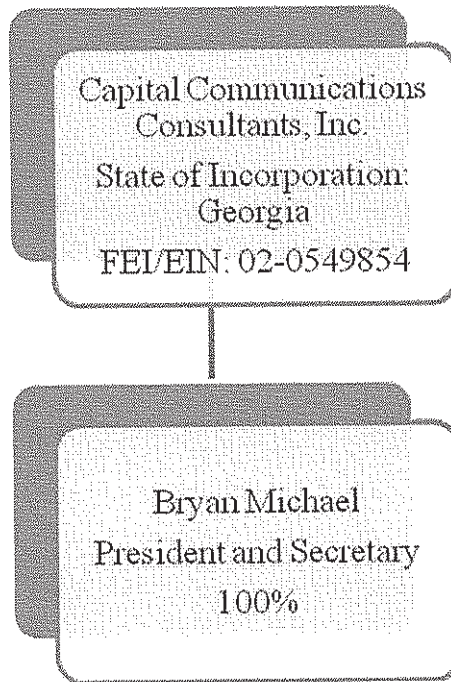 Capital Communications
Consultants, Inc.
State of Incorporation:
Georgia
FEI/EIN: 02-0549854
Bryan Michael
President and Secretary
100%